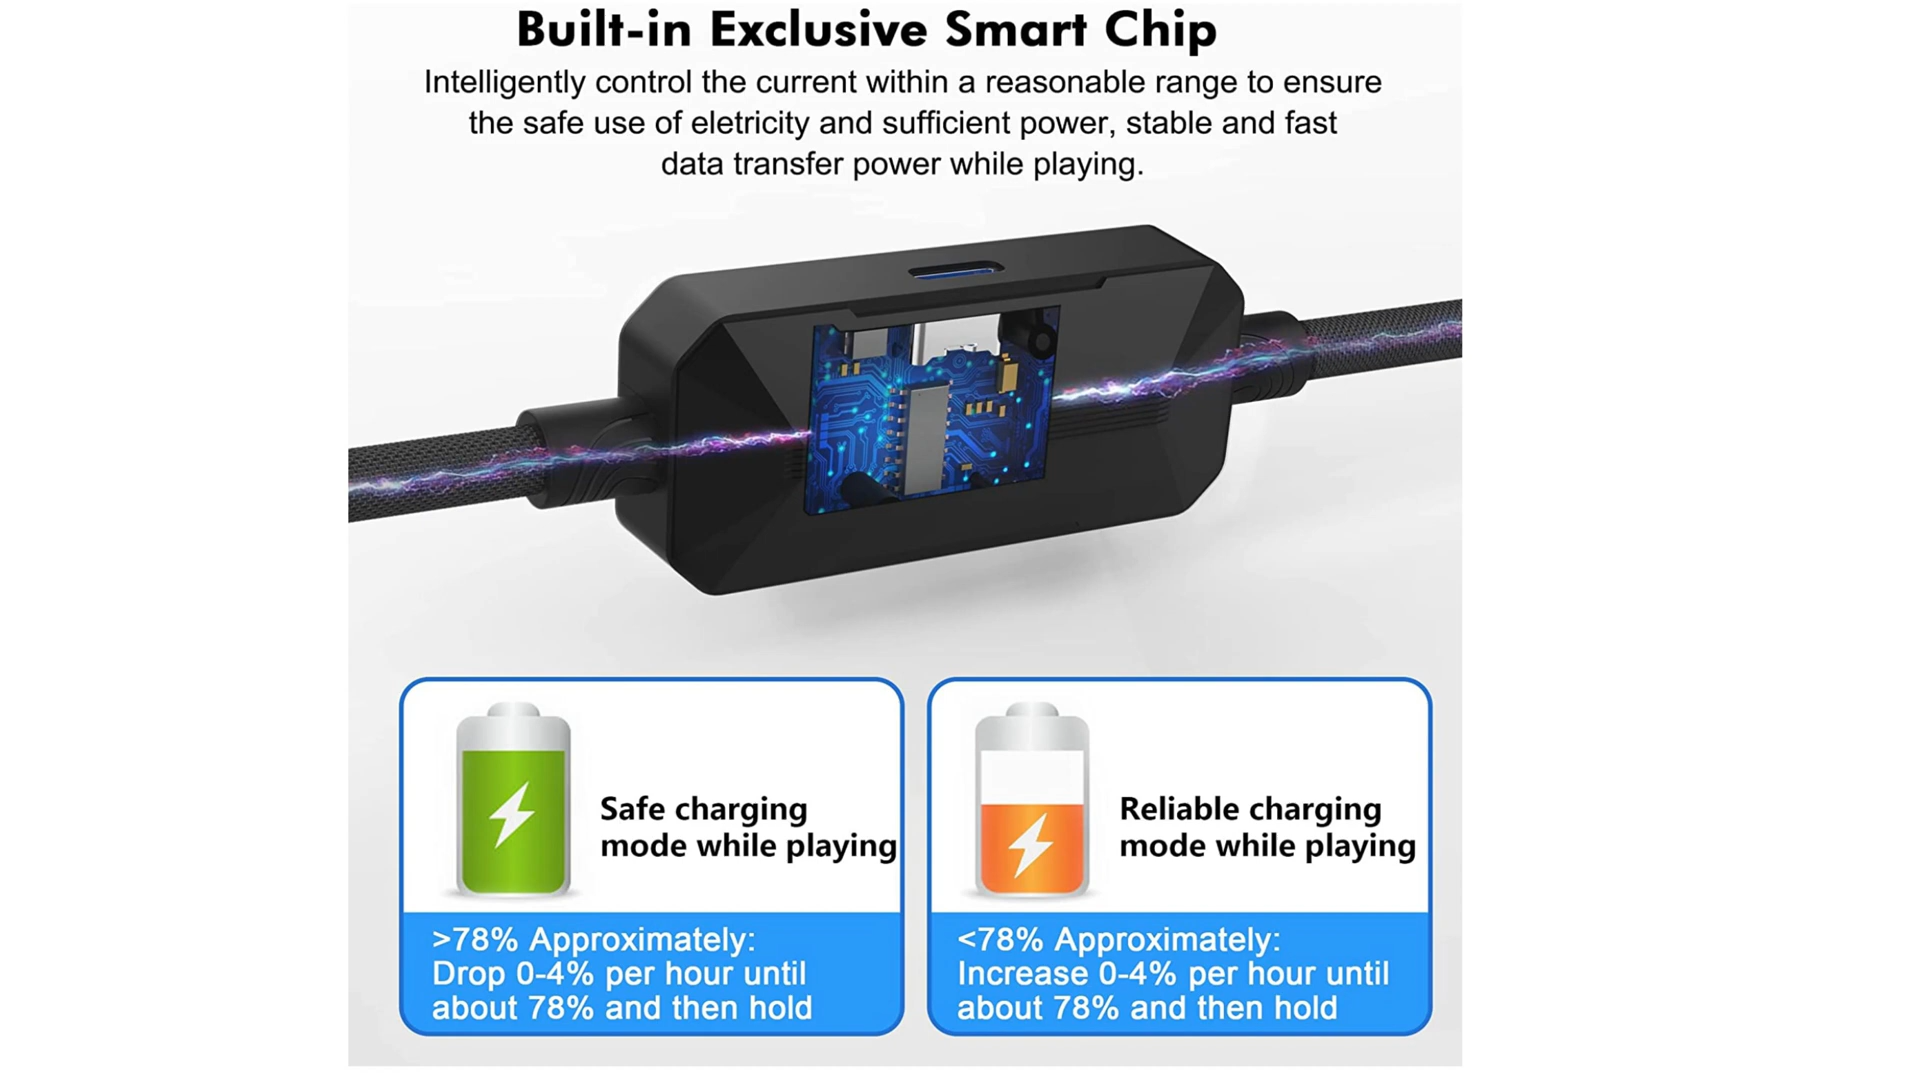 Built-in Exclusive Smart Chip
Intelligently control the current within a reasonable range to ensure
the safe use of eletricity and sufficient power, stable and fast
data transfer power while playing.
Safe charging
mode while playing
>78% Approximately:
Drop 0-4% per hour until
about 78% and then hold
Reliable charging
mode while playing
<78% Approximately:
Increase 0-4% per hour until
about 78% and then hold